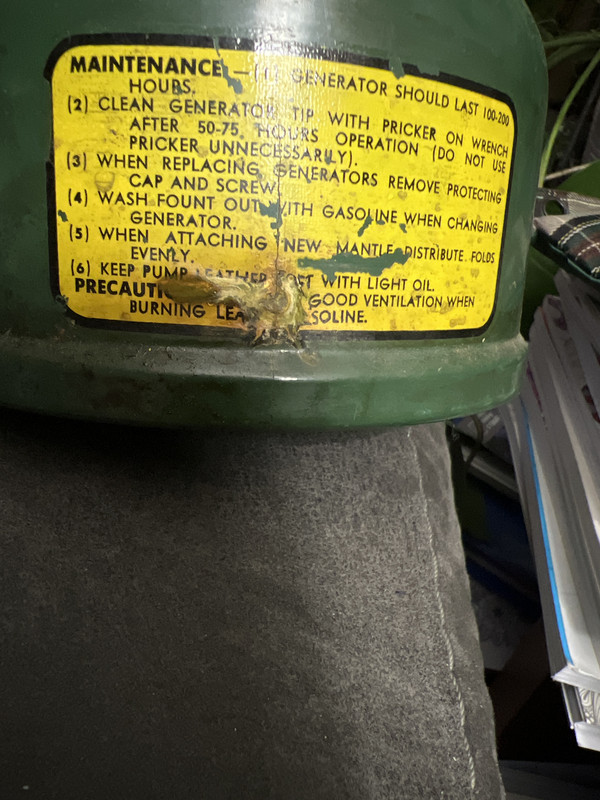 MAINTENANCE — (1) GENERATOR SHOULD LAST 100-200
HOURS.
(2) CLEAN GENERATOR TIP WITH PRICKER ON WRENCH
AFTER 50-75 HOURS OPERATION (DO NOT USE
PRICKER UNNECESSARILY).
(3) WHEN REPLACING GENERATORS REMOVE PROTECTING
CAP AND SCREW
(4) WASH FOUNT OUT WITH GASOLINE WHEN CHANGING
GENERATOR.
(5) WHEN ATTACHING NEW MANTLE DISTRIBUTE FOLDS
EVENLY.
(6) KEEP PUMP LEATHER SOFT WITH LIGHT OIL.
GOOD VENTILATION WHEN
BURNING